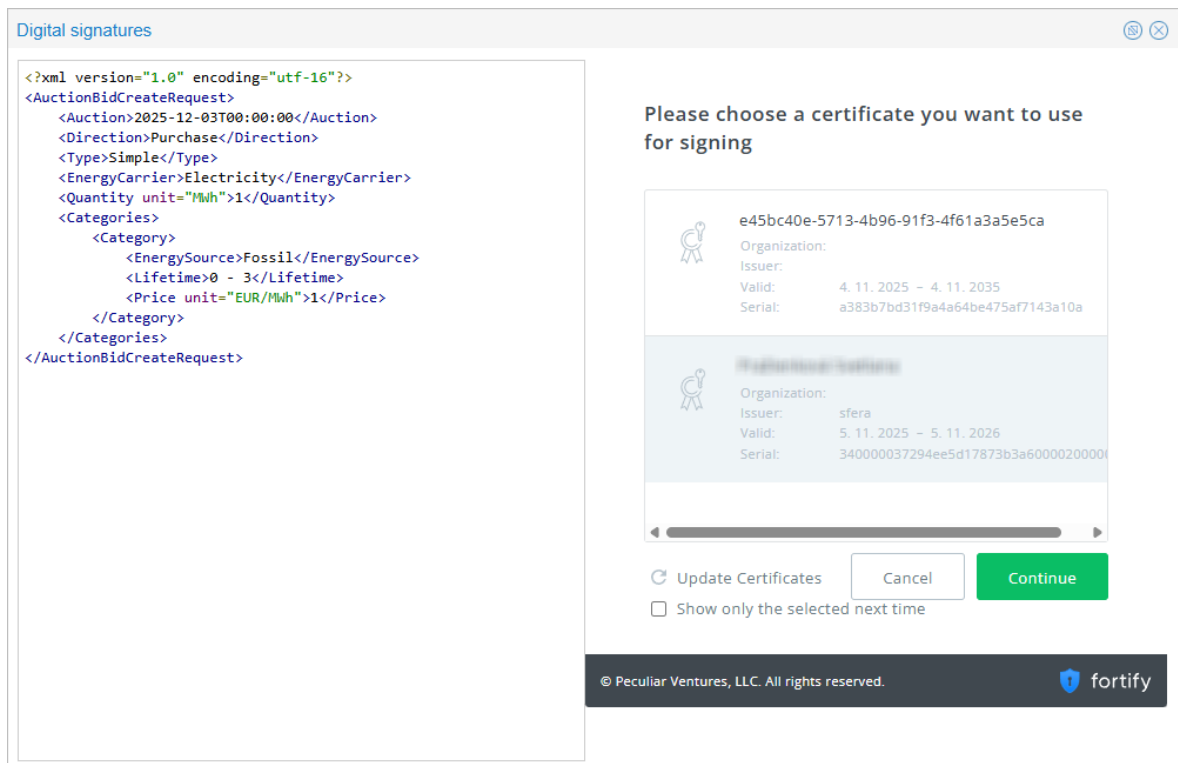 Digital signatures
<?xml version="1.0" encoding="utf-16"?>
<AuctionBidCreateRequest>
    <Auction>2025-12-03T00:00:00</Auction>
    <Direction>Purchase</Direction>
    <Type>Simple</Type>
    <EnergyCarrier>Electricity</EnergyCarrier>
    <Quantity unit="MWh">1</Quantity>
    <Categories>
        <Category>
            <EnergySource>Fossil</EnergySource>
            <Lifetime>0 - 3</Lifetime>
            <Price unit="EUR/MWh">1</Price>
        </Category>
    </Categories>
</AuctionBidCreateRequest>
Please choose a certificate you want to use
for signing
e45bc40e-5713-4b96-91f3-4f61a3a5e5ca
Organization:
Issuer:
Valid: 4. 11. 2025 – 4. 11. 2035
Serial: a383b7bd31f9a4a64be475af7143a10a
Organization:
Issuer: sfera
Valid: 5. 11. 2025 – 5. 11. 2026
Serial: 340000037294ee5d17873b3a6000020000
Update Certificates
Cancel
Continue
Show only the selected next time
© Peculiar Ventures, LLC. All rights reserved.
fortify